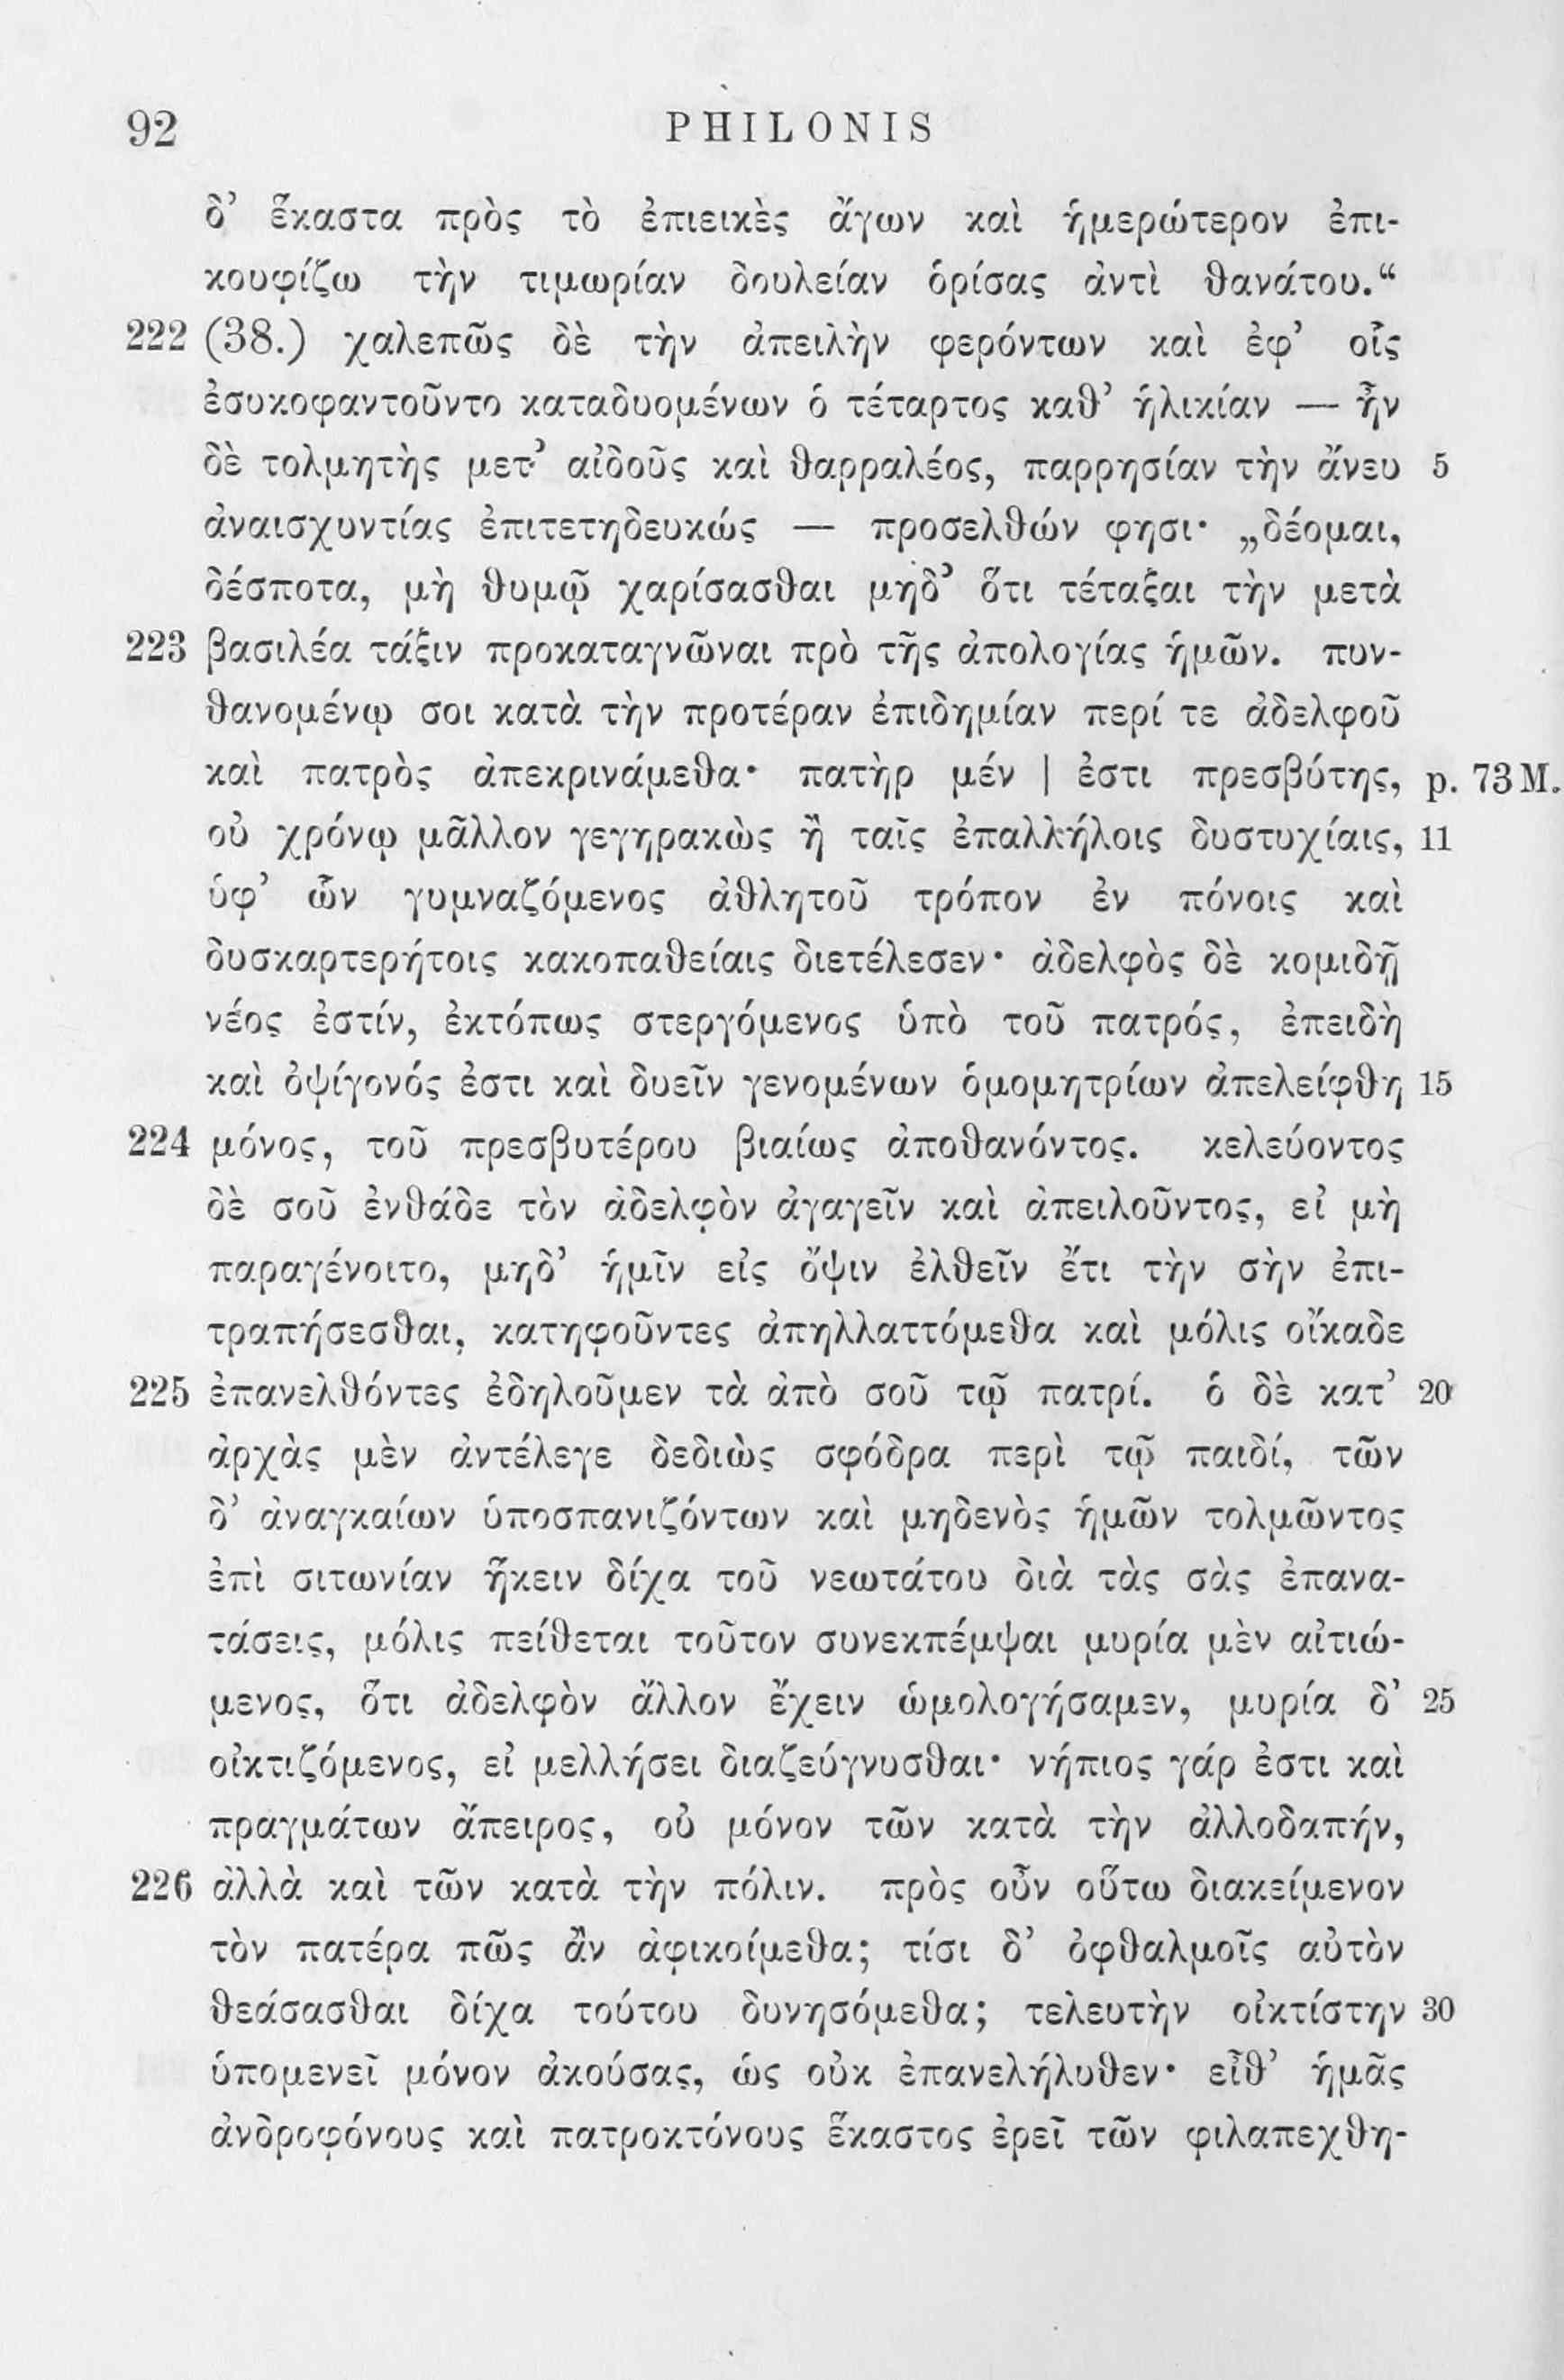 92 PHILONIS
δ’ ἕκαστα πρὸς τὸ ἐπιεικὲς ἄγων καὶ ἡμερώτερον ἐπι-
κουφίζω τὴν τιμωρίαν δουλείαν ὁρίσας ἀντὶ θανάτου.“
222 (38.) χαλεπῶς δὲ τὴν ἀπειλὴν φερόντων καὶ ἐφ’ οἷς
ἐσυκοφαντοῦντο καταδυομένων ὁ τέταρτος καθ’ ἡλικίαν — ἦν
δὲ τολμητὴς μετ’ αἰδοῦς καὶ θαρραλέος, παρρησίαν τὴν ἄνευ 5
ἀναισχυντίας ἐπιτετηδευκώς — προσελθών φησι· „δέομαι,
δέσποτα, μὴ θυμῷ χαρίσασθαι μηδ’ ὅτι τέταξαι τὴν μετὰ
223 βασιλέα τάξιν προκαταγνῶναι πρὸ τῆς ἀπολογίας ἡμῶν. πυν-
θανομένῳ σοι κατὰ τὴν προτέραν ἐπιδημίαν περί τε ἀδελφοῦ
καὶ πατρὸς ἀπεκρινάμεθα· πατὴρ μέν | ἐστι πρεσβύτης, p. 73 M.
οὐ χρόνῳ μᾶλλον γεγηρακὼς ἢ ταῖς ἐπαλλήλοις δυστυχίαις, 11
ὑφ’ ὧν γυμναζόμενος ἀθλητοῦ τρόπον ἐν πόνοις καὶ
δυσκαρτερήτοις κακοπαθείαις διετέλεσεν· ἀδελφὸς δὲ κομιδῇ
νέος ἐστίν, ἐκτόπως στεργόμενος ὑπὸ τοῦ πατρός, ἐπειδὴ
καὶ ὀψίγονός ἐστι καὶ δυεῖν γενομένων ὁμομητρίων ἀπελείφθη 15
224 μόνος, τοῦ πρεσβυτέρου βιαίως ἀποθανόντος. κελεύοντος
δὲ σοῦ ἐνθάδε τὸν ἀδελφὸν ἀγαγεῖν καὶ ἀπειλοῦντος, εἰ μὴ
παραγένοιτο, μηδ’ ἡμῖν εἰς ὄψιν ἐλθεῖν ἔτι τὴν σὴν ἐπι-
τραπήσεσθαι, κατηφοῦντες ἀπηλλαττόμεθα καὶ μόλις οἴκαδε
225 ἐπανελθόντες ἐδηλοῦμεν τὰ ἀπὸ σοῦ τῷ πατρί. ὁ δὲ κατ’ 20
ἀρχὰς μὲν ἀντέλεγε δεδιὼς σφόδρα περὶ τῷ παιδί, τῶν
δ’ ἀναγκαίων ὑποσπανιζόντων καὶ μηδενὸς ἡμῶν τολμῶντος
ἐπὶ σιτωνίαν ἥκειν δίχα τοῦ νεωτάτου διὰ τὰς σὰς ἐπανα-
τάσεις, μόλις πείθεται τοῦτον συνεκπέμψαι μυρία μὲν αἰτιώ-
μενος, ὅτι ἀδελφὸν ἄλλον ἔχειν ὡμολογήσαμεν, μυρία δ’ 25
οἰκτιζόμενος, εἰ μελλήσει διαζεύγνυσθαι· νήπιος γάρ ἐστι καὶ
πραγμάτων ἄπειρος, οὐ μόνον τῶν κατὰ τὴν ἀλλοδαπήν,
226 ἀλλὰ καὶ τῶν κατὰ τὴν πόλιν. πρὸς οὖν οὕτω διακείμενον
τὸν πατέρα πῶς ἂν ἀφικοίμεθα; τίσι δ’ ὀφθαλμοῖς αὐτὸν
θεάσασθαι δίχα τούτου δυνησόμεθα; τελευτὴν οἰκτίστην 30
ὑπομενεῖ μόνον ἀκούσας, ὡς οὐκ ἐπανελήλυθεν· εἶθ’ ἡμᾶς
ἀνδροφόνους καὶ πατροκτόνους ἕκαστος ἐρεῖ τῶν φιλαπεχθη-